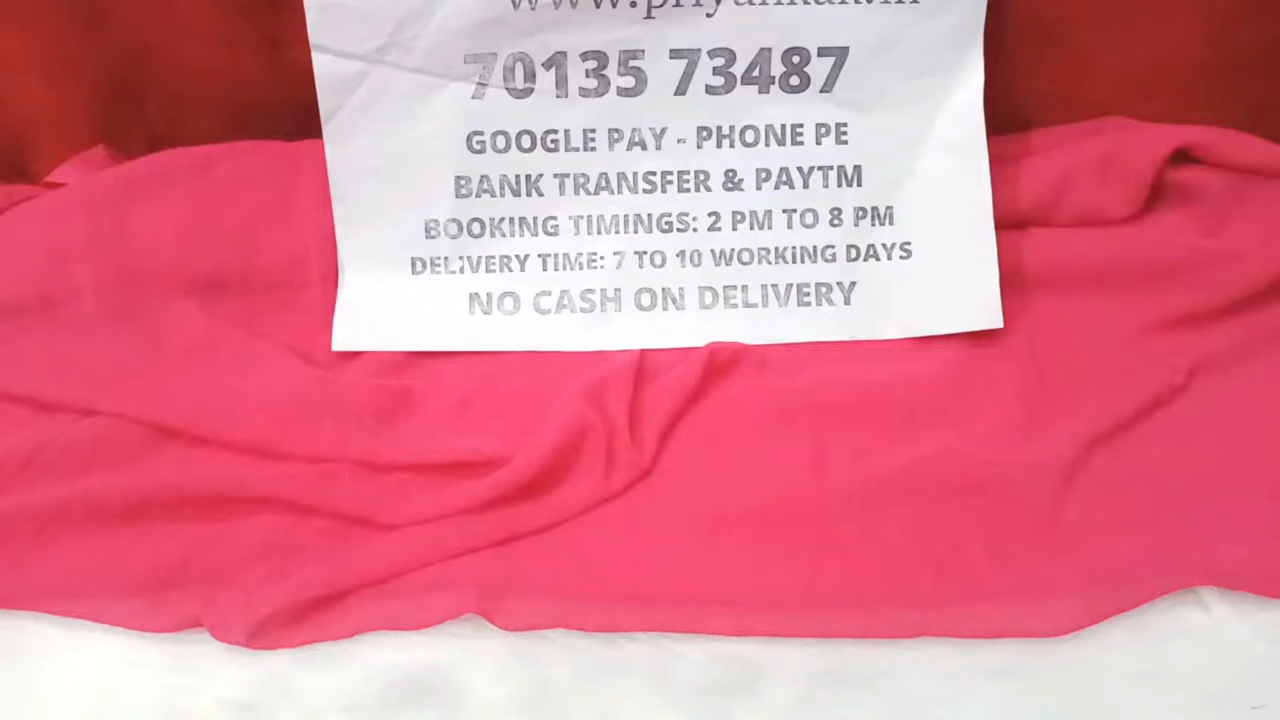 70135 73487
GOOGLE PAY - PHONE PE
BANK TRANSFER & PAYTM
BOOKING TIMINGS: 2 PM TO 8 PM
DELIVERY TIME: 7 TO 10 WORKING DAYS
NO CASH ON DELIVERY